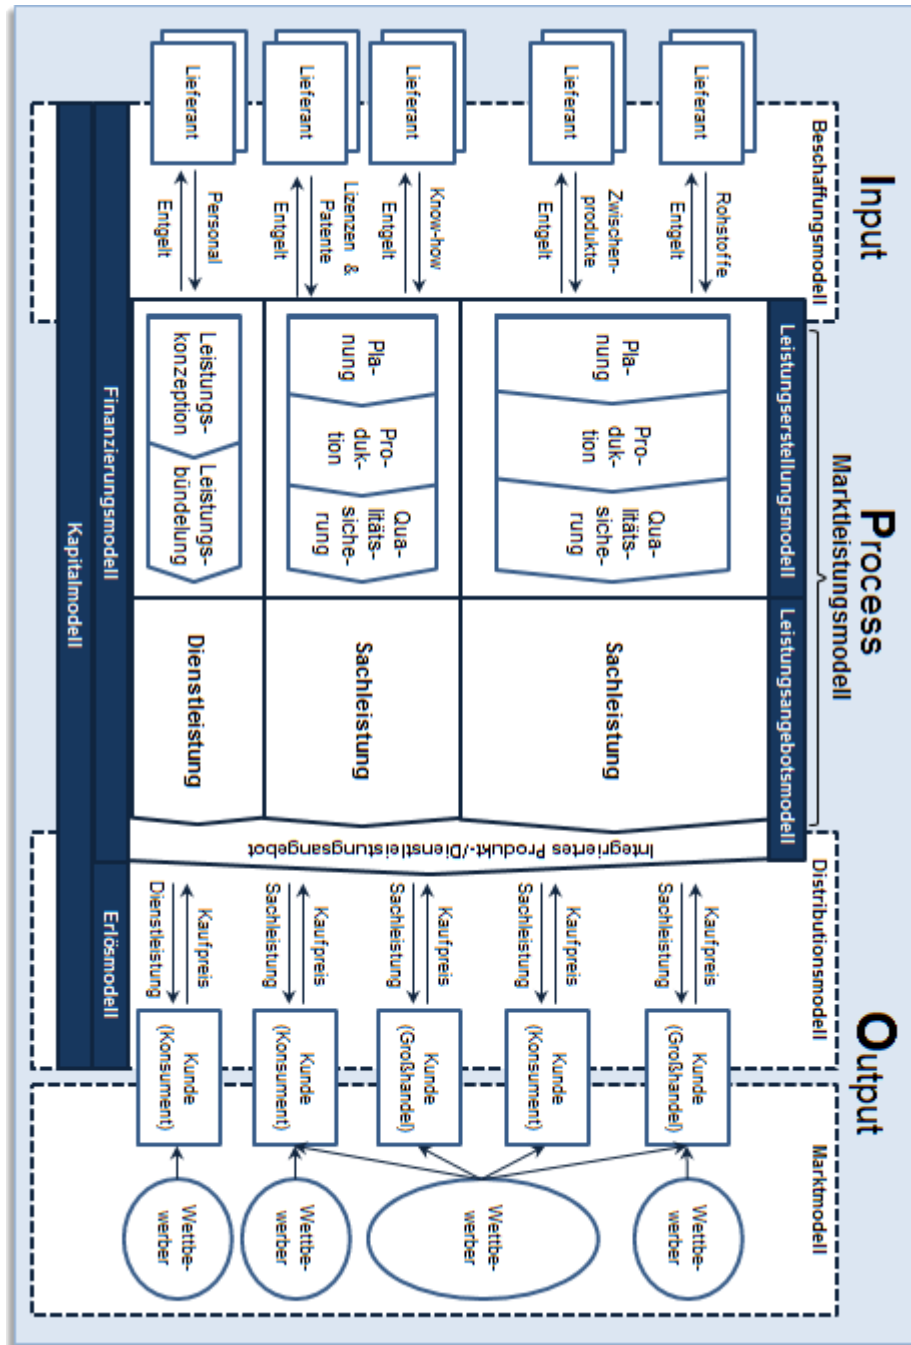 Input
Process
Output
Beschaffungsmodell
Marktleistungsmodell
Distributionsmodell
Marktmodell
Leistungserstellungsmodell
Leistungsangebotsmodell
Lieferant
Rohstoffe
Entgelt
Lieferant
Zwischen-
produkte
Entgelt
Pla-
nung
Pro-
duk-
tion
Qua-
litäts-
siche-
rung
Sachleistung
Kaufpreis
Sachleistung
Kunde
(Großhandel)
Wettbe-
werber
Kaufpreis
Sachleistung
Kunde
(Konsument)
Lieferant
Know-how
Entgelt
Lieferant
Lizenzen &
Patente
Entgelt
Pla-
nung
Pro-
duk-
tion
Qua-
litäts-
siche-
rung
Sachleistung
Integriertes Produkt-/Dienstleistungsangebot
Kaufpreis
Sachleistung
Kunde
(Großhandel)
Wettbe-
werber
Kaufpreis
Sachleistung
Kunde
(Konsument)
Wettbe-
werber
Lieferant
Personal
Entgelt
Leistungs-
konzeption
Leistungs-
bündelung
Dienstleistung
Kaufpreis
Dienstleistung
Kunde
(Konsument)
Wettbe-
werber
Finanzierungsmodell
Erlösmodell
Kapitalmodell